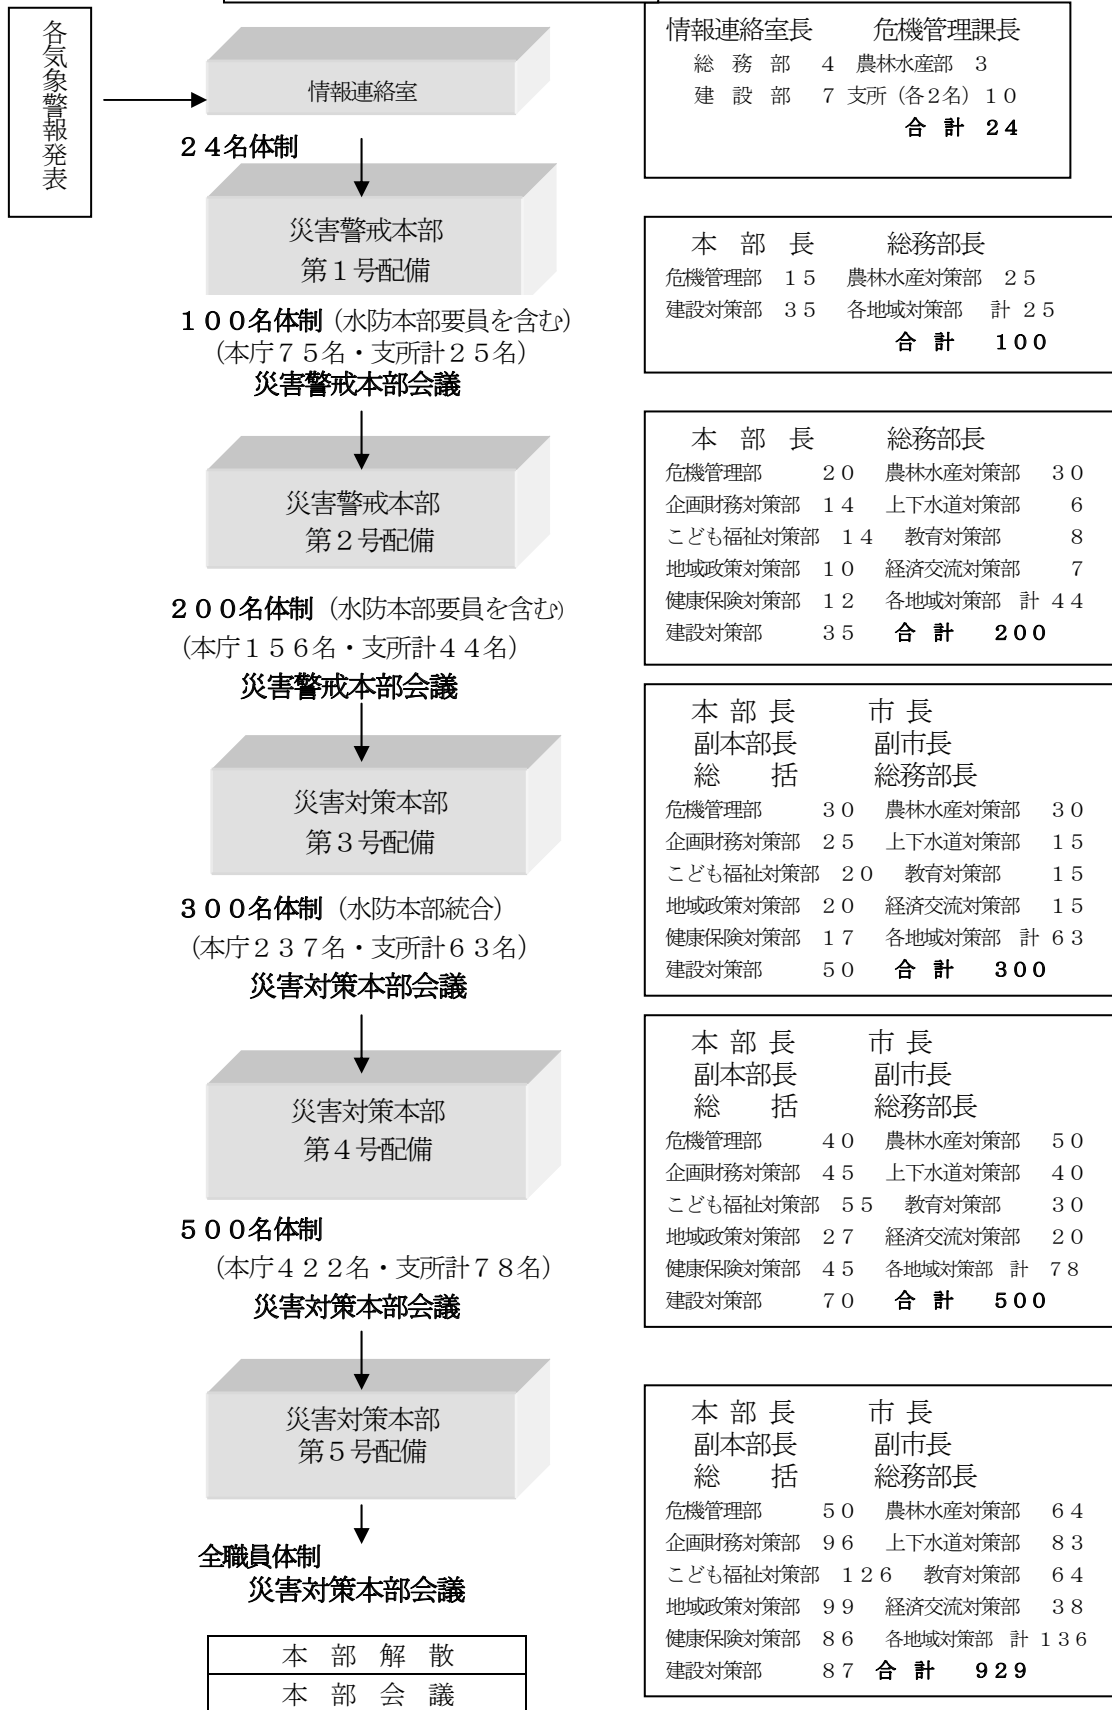 各気象警報発表
情報連絡室
２４名体制
情報連絡室長　　危機管理課長
総　務　部　４　農林水産部　３
建　設　部　７　支所（各２名）１０
合　計　２４
災害警戒本部
第１号配備
１００名体制（水防本部要員を含む）
（本庁７５名・支所計２５名）
災害警戒本部会議
本　部　長　　　総務部長
危機管理部　１５　農林水産対策部　２５
建設対策部　３５　各地域対策部　計 ２５
合　計　１００
災害警戒本部
第２号配備
２００名体制（水防本部要員を含む）
（本庁１５６名・支所計４４名）
災害警戒本部会議
本　部　長　　　総務部長
危機管理部　　　２０　農林水産対策部　３０
企画財務対策部　１４　上下水道対策部　　６
こども福祉対策部　１４　教育対策部　　　８
地域政策対策部　１０　経済交流対策部　　７
健康保険対策部　１２　各地域対策部　計 ４４
建設対策部　　　３５　合　計　２００
災害対策本部
第３号配備
３００名体制（水防本部統合）
（本庁２３７名・支所計６３名）
災害対策本部会議
本 部 長　　　市 長
副本部長　　　副市長
総　　括　　　総務部長
危機管理部　　　３０　農林水産対策部　３０
企画財務対策部　２５　上下水道対策部　１５
こども福祉対策部　２０　教育対策部　　１５
地域政策対策部　２０　経済交流対策部　１５
健康保険対策部　１７　各地域対策部　計 ６３
建設対策部　　　５０　合　計　３００
災害対策本部
第４号配備
５００名体制
（本庁４２２名・支所計７８名）
災害対策本部会議
本 部 長　　　市 長
副本部長　　　副市長
総　　括　　　総務部長
危機管理部　　　４０　農林水産対策部　５０
企画財務対策部　４５　上下水道対策部　４０
こども福祉対策部　５５　教育対策部　　３０
地域政策対策部　２７　経済交流対策部　２０
健康保険対策部　４５　各地域対策部　計　７８
建設対策部　　　７０　合　計　５００
災害対策本部
第５号配備
全職員体制
災害対策本部会議
本 部 長　　　市 長
副本部長　　　副市長
総　　括　　　総務部長
危機管理部　　　５０　農林水産対策部　６４
企画財務対策部　９６　上下水道対策部　８３
こども福祉対策部　１２６　教育対策部　６４
地域政策対策部　９９　経済交流対策部　３８
健康保険対策部　８６　各地域対策部　計 １３６
建設対策部　　　８７　合　計　９２９
本　部　解　散
本　部　会　議